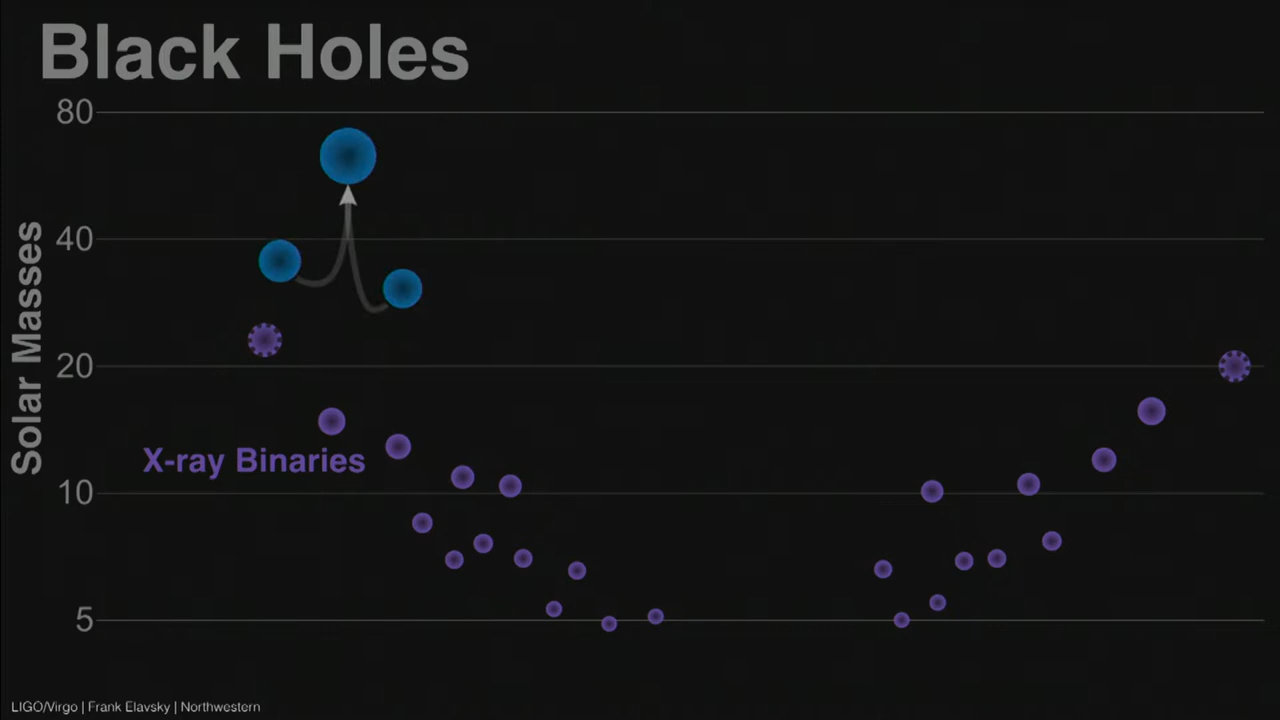 Black Holes
80
40
Solar Masses
20
X-ray Binaries
10
5
LIGO/Virgo | Frank Elavsky | Northwestern